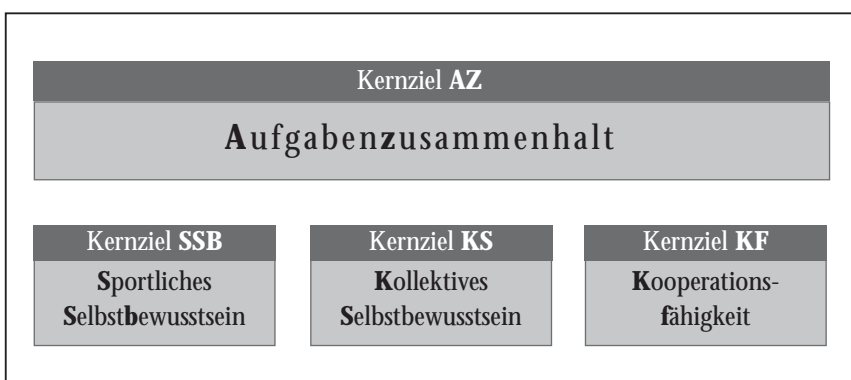 Kernziel AZ
Aufgabenzusammenhalt
Kernziel SSB
Sportliches
Selbstbewusstsein
Kernziel KS
Kollektives
Selbstbewusstsein
Kernziel KF
Kooperations-
fähigkeit